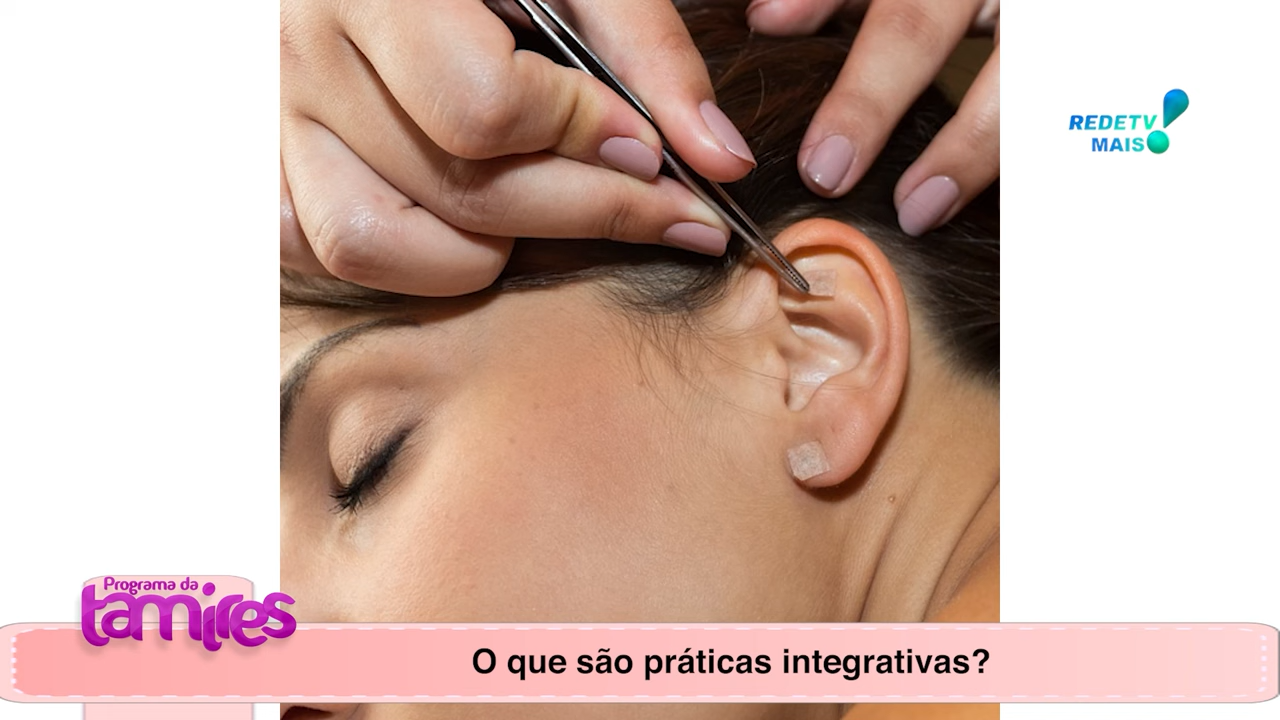 REDETV
MAIS
Programa da
tamires
O que são práticas integrativas?